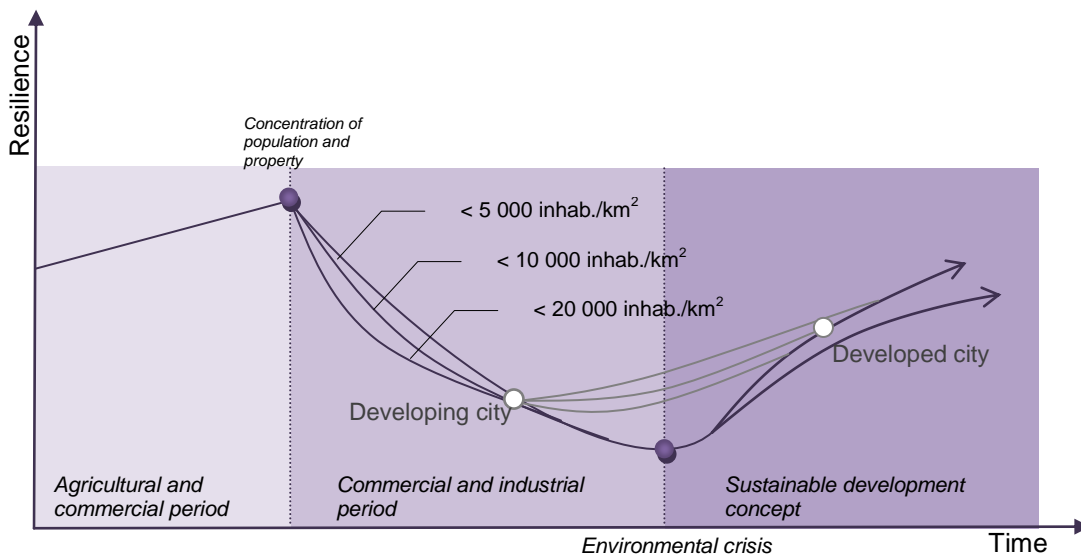 Resilience
Concentration of
population and
property
< 5 000 inhab./km²
< 10 000 inhab./km²
< 20 000 inhab./km²
Developing city
Developed city
Agricultural and
commercial period
Commercial and industrial
period
Sustainable development
concept
Environmental crisis
Time